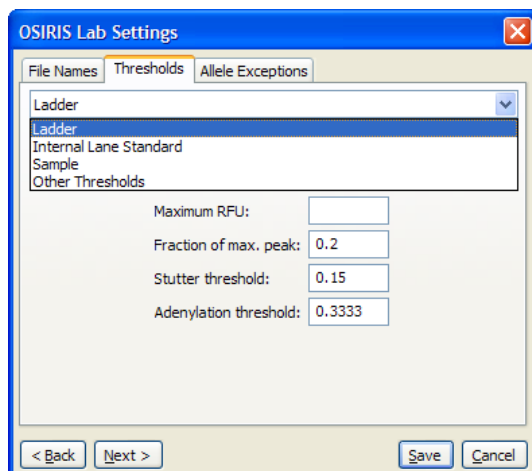 OSIRIS Lab Settings
File Names Thresholds Allele Exceptions
Ladder
Ladder
Internal Lane Standard
Sample
Other Thresholds
Maximum RFU:
Fraction of max. peak: 0.2
Stutter threshold: 0.15
Adenylation threshold: 0.3333
< Back Next > Save Cancel